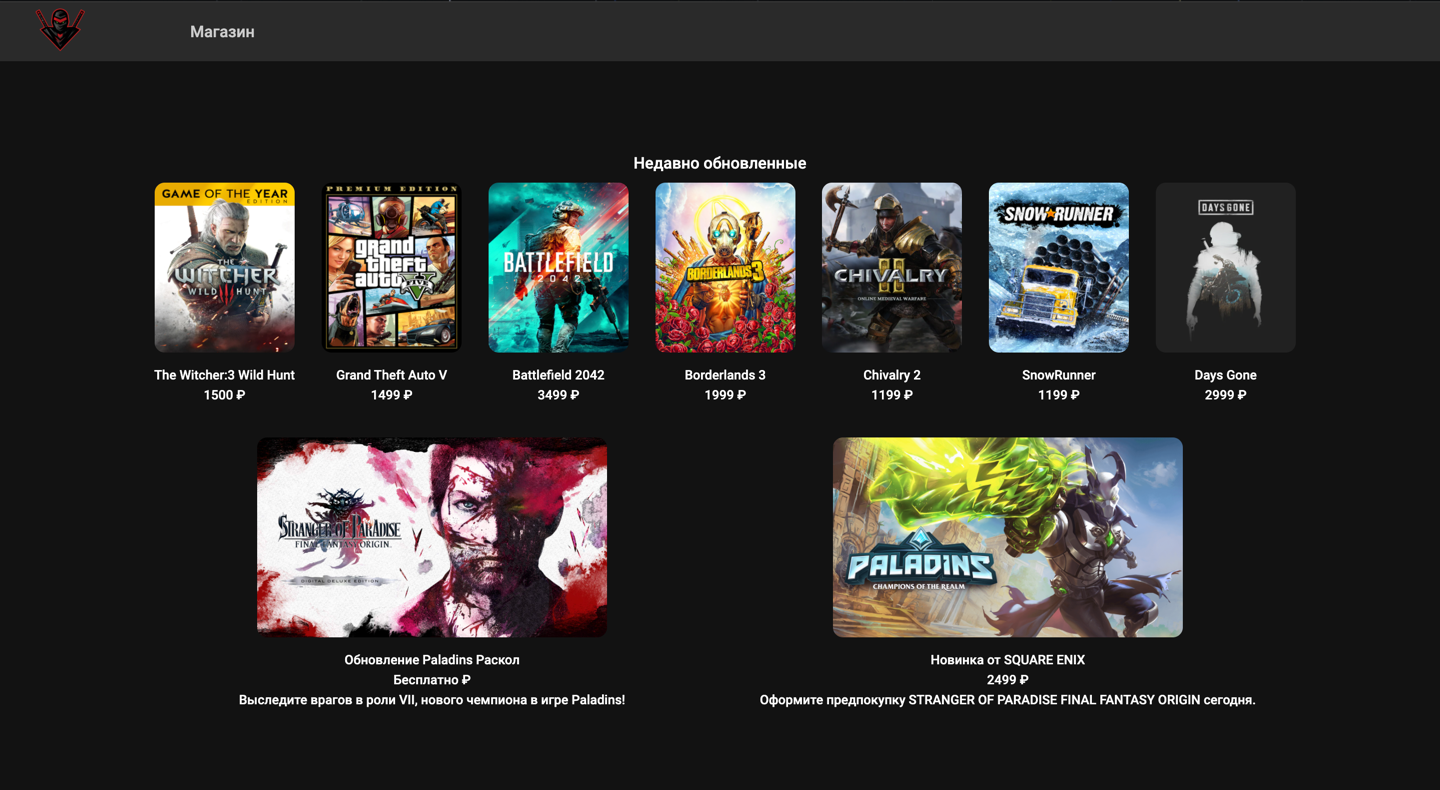 Магазин
Недавно обновленные
GAME OF THE YEAR
EDITION
THE
WITCHER
WILD HUNT
PREMIUM EDITION
grand
theft
auto
FIVE
BATTLEFIELD
2042
BORDERLANDS 3
CHIVALRY
II
ONLINE MEDIEVAL WARFARE
SNOWRUNNER
DAYS GONE
The Witcher:3 Wild Hunt
1500 ₽
Grand Theft Auto V
1499 ₽
Battlefield 2042
3499 ₽
Borderlands 3
1999 ₽
Chivalry 2
1199 ₽
SnowRunner
1199 ₽
Days Gone
2999 ₽
STRANGER OF PARADISE
FINAL FANTASY ORIGIN
DIGITAL DELUXE EDITION
PALADINS
CHAMPIONS OF THE REALM
Обновление Paladins Раскол
Бесплатно ₽
Выследите врагов в роли VII, нового чемпиона в игре Paladins!
Новинка от SQUARE ENIX
2499 ₽
Оформите предпокупку STRANGER OF PARADISE FINAL FANTASY ORIGIN сегодня.